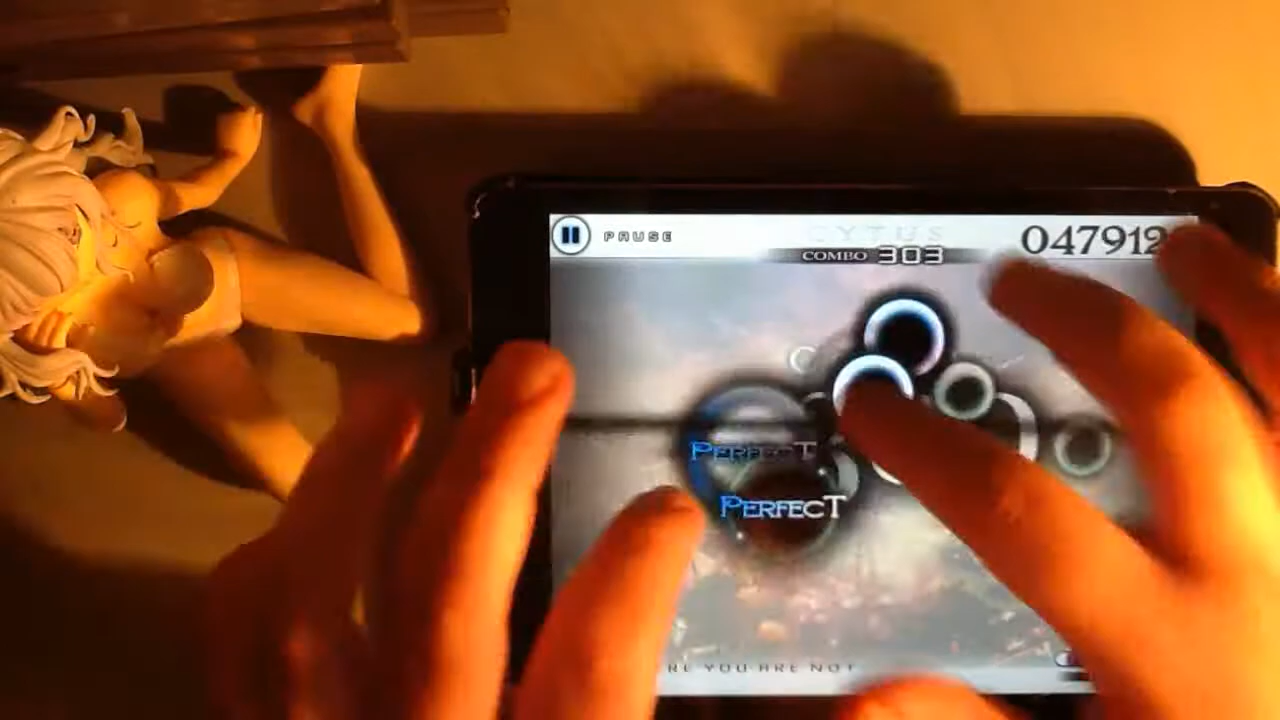 PAUSE
CYTUS
COMBO 303
047912
PERFECT
PERFECT
RE YOU ARE NOT